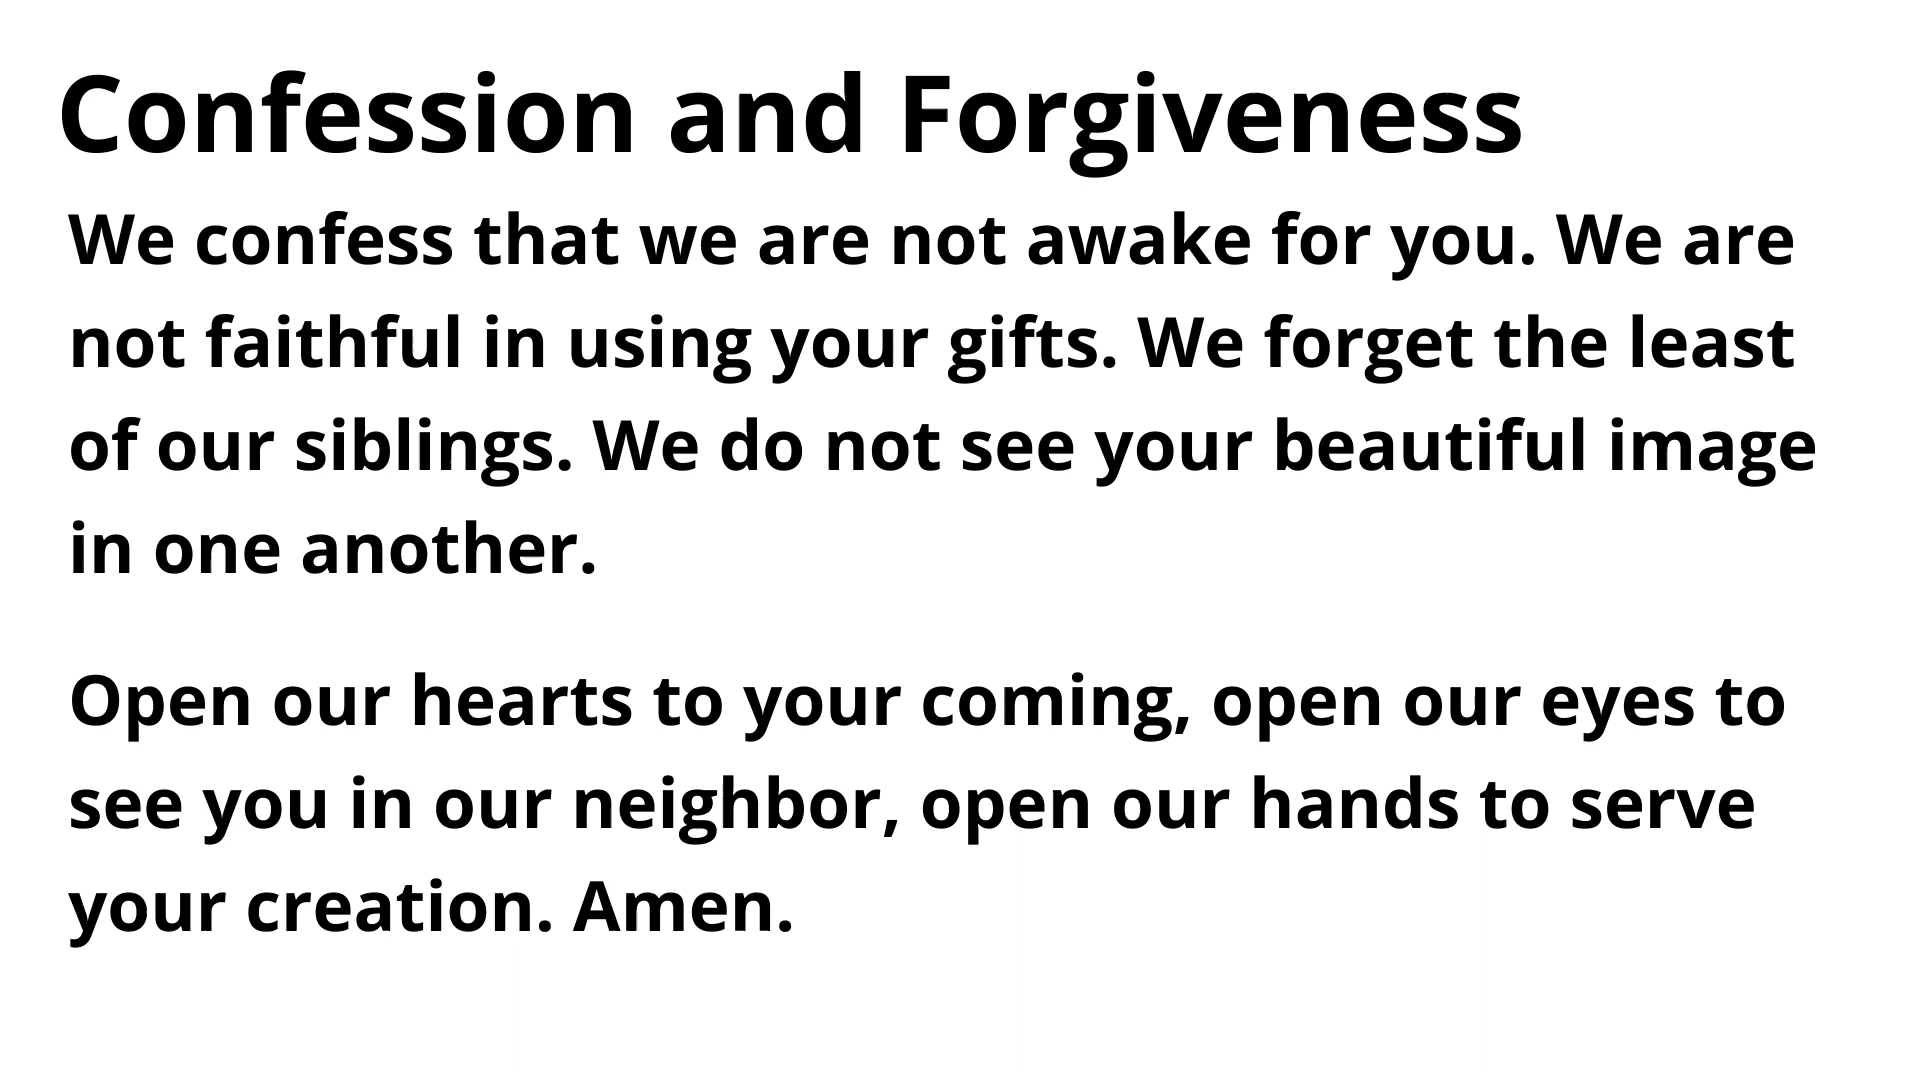 Confession and Forgiveness
We confess that we are not awake for you. We are
not faithful in using your gifts. We forget the least
of our siblings. We do not see your beautiful image
in one another.
Open our hearts to your coming, open our eyes to
see you in our neighbor, open our hands to serve
your creation. Amen.